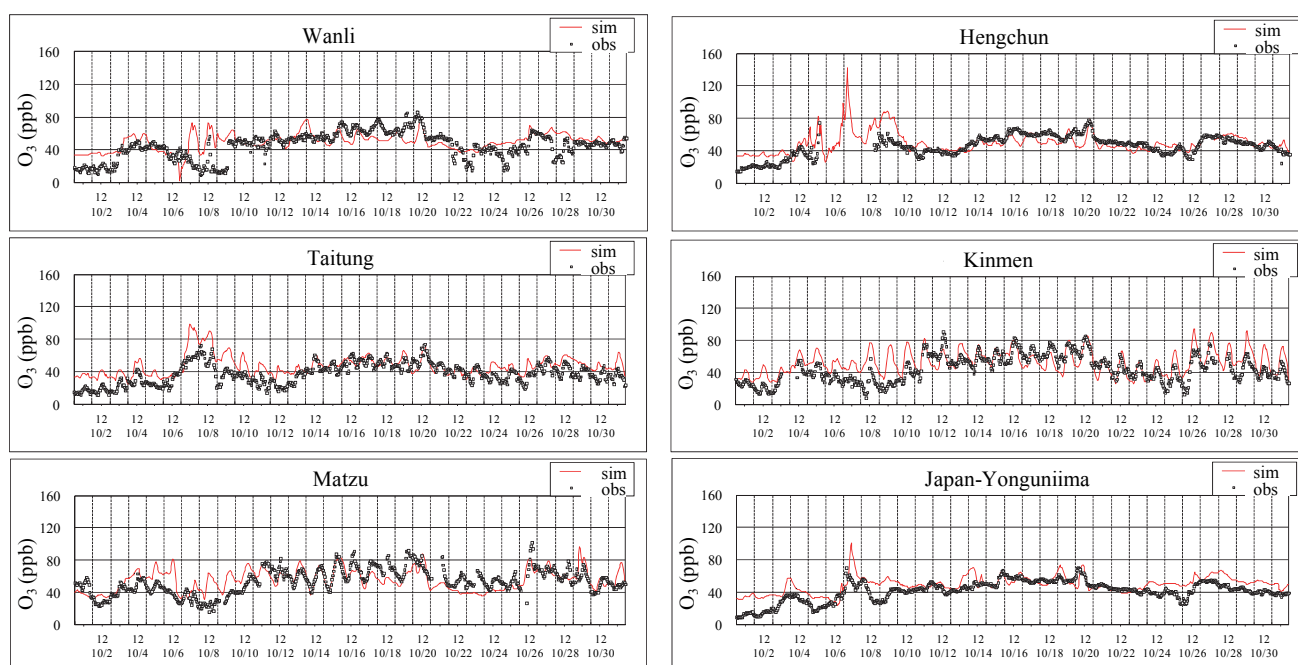 Wanli
sim
obs
O3 (ppb)
160
120
80
40
0
12 12 12 12 12 12 12 12 12 12 12 12 12 12 12
10/2 10/4 10/6 10/8 10/10 10/12 10/14 10/16 10/18 10/20 10/22 10/24 10/26 10/28 10/30
Hengchun
sim
obs
O3 (ppb)
160
120
80
40
0
12 12 12 12 12 12 12 12 12 12 12 12 12 12 12
10/2 10/4 10/6 10/8 10/10 10/12 10/14 10/16 10/18 10/20 10/22 10/24 10/26 10/28 10/30
Taitung
sim
obs
O3 (ppb)
160
120
80
40
0
12 12 12 12 12 12 12 12 12 12 12 12 12 12 12
10/2 10/4 10/6 10/8 10/10 10/12 10/14 10/16 10/18 10/20 10/22 10/24 10/26 10/28 10/30
Kinmen
sim
obs
O3 (ppb)
160
120
80
40
0
12 12 12 12 12 12 12 12 12 12 12 12 12 12 12
10/2 10/4 10/6 10/8 10/10 10/12 10/14 10/16 10/18 10/20 10/22 10/24 10/26 10/28 10/30
Matzu
sim
obs
O3 (ppb)
160
120
80
40
0
12 12 12 12 12 12 12 12 12 12 12 12 12 12 12
10/2 10/4 10/6 10/8 10/10 10/12 10/14 10/16 10/18 10/20 10/22 10/24 10/26 10/28 10/30
Japan-Yonguniima
sim
obs
O3 (ppb)
160
120
80
40
0
12 12 12 12 12 12 12 12 12 12 12 12 12 12 12
10/2 10/4 10/6 10/8 10/10 10/12 10/14 10/16 10/18 10/20 10/22 10/24 10/26 10/28 10/30